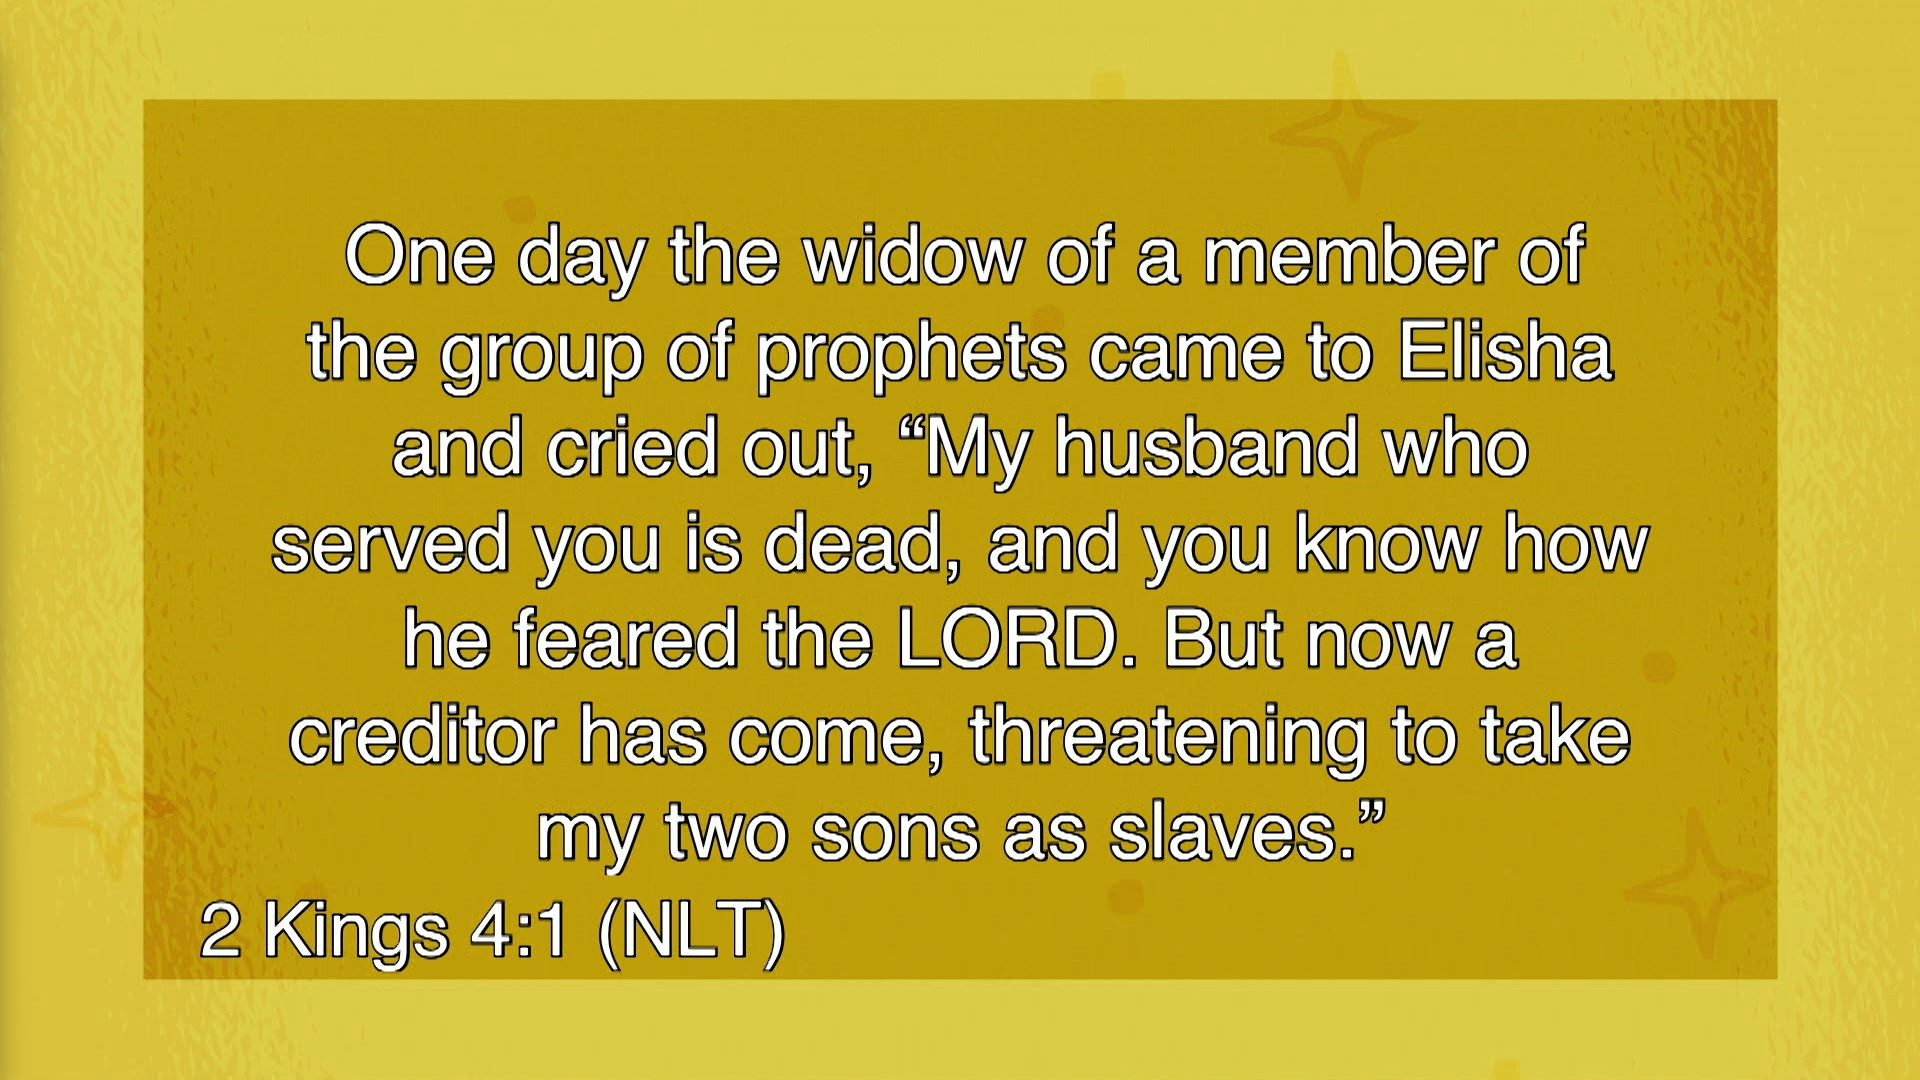 One day the widow of a member of
the group of prophets came to Elisha
and cried out, “My husband who
served you is dead, and you know how
he feared the LORD. But now a
creditor has come, threatening to take
my two sons as slaves.”
2 Kings 4:1 (NLT)